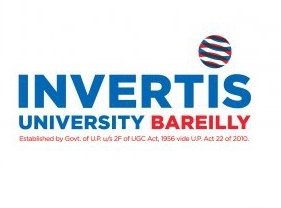 INVERTIS
UNIVERSITY BAREILLY
Established by Govt. of U.P. u/s 2F of UGC Act, 1956 vide U.P. Act 22 of 2010.